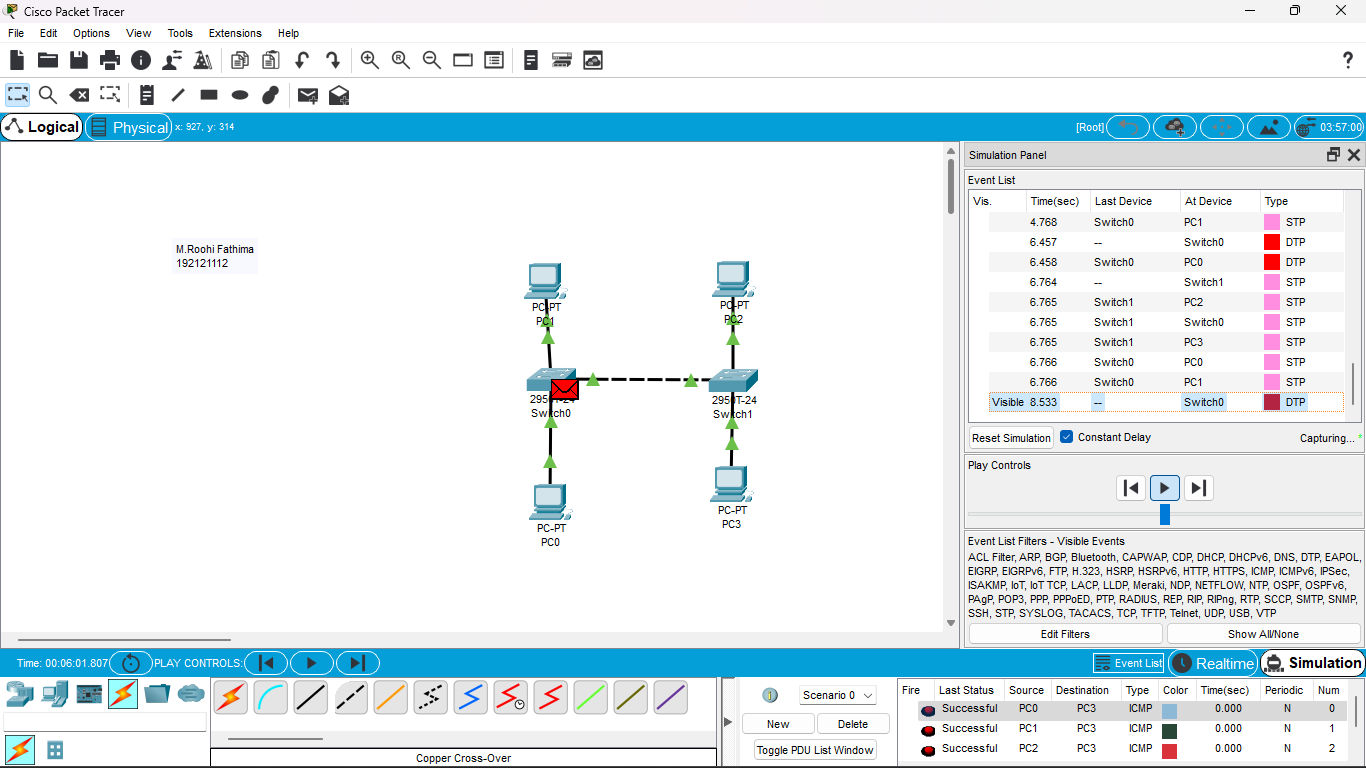 Cisco Packet Tracer
File Edit Options View Tools Extensions Help
Logical Physical x: 927, y: 314 [Root] 03:57:00
M.Roohi Fathima
192121112
PC-PT
PC1
PC-PT
PC2
2950T-24
Switch0
2950T-24
Switch1
PC-PT
PC0
PC-PT
PC3
Simulation Panel
Event List
Vis. Time(sec) Last Device At Device Type
4.768 Switch0 PC1 STP
6.457 -- Switch0 DTP
6.458 Switch0 PC0 DTP
6.764 -- Switch1 STP
6.765 Switch1 PC2 STP
6.765 Switch1 Switch0 STP
6.765 Switch1 PC3 STP
6.766 Switch0 PC0 STP
6.766 Switch0 PC1 STP
Visible 8.533 -- Switch0 DTP
Reset Simulation Constant Delay Capturing... *
Play Controls
Event List Filters - Visible Events
ACL Filter, ARP, BGP, Bluetooth, CAPWAP, CDP, DHCP, DHCPv6, DNS, DTP, EAPOL,
EIGRP, EIGRPv6, FTP, H.323, HSRP, HSRPv6, HTTP, HTTPS, ICMP, ICMPv6, IPSec,
ISAKMP, IoT, IoT TCP, LACP, LLDP, Meraki, NDP, NETFLOW, NTP, OSPF, OSPFv6,
PAgP, POP3, PPP, PPPoED, PTP, RADIUS, REP, RIP, RIPng, RTP, SCCP, SMTP, SNMP,
SSH, STP, SYSLOG, TACACS, TCP, TFTP, Telnet, UDP, USB, VTP
Edit Filters Show All/None
Time: 00:06:01.807 PLAY CONTROLS: Event List Realtime Simulation
Copper Cross-Over
Scenario 0
New Delete
Toggle PDU List Window
Fire Last Status Source Destination Type Color Time(sec) Periodic Num
Successful PC0 PC3 ICMP 0.000 N 0
Successful PC1 PC3 ICMP 0.000 N 1
Successful PC2 PC3 ICMP 0.000 N 2